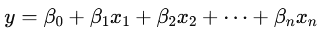 y = β₀ + β₁x₁ + β₂x₂ + ⋯ + βₙxₙ